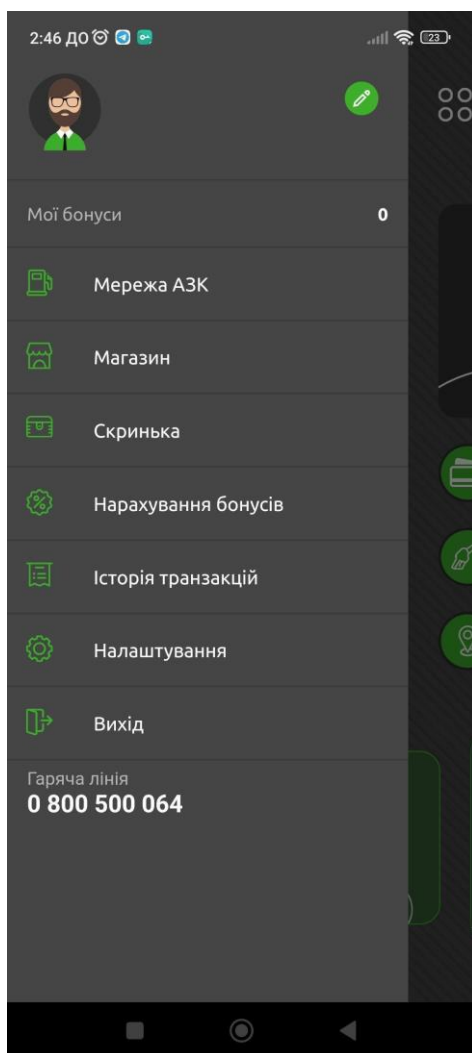 2:46 ДО
23
Мої бонуси 0
Мережа АЗК
Магазин
Скринька
Нарахування бонусів
Історія транзакцій
Налаштування
Вихід
Гаряча лінія
0 800 500 064